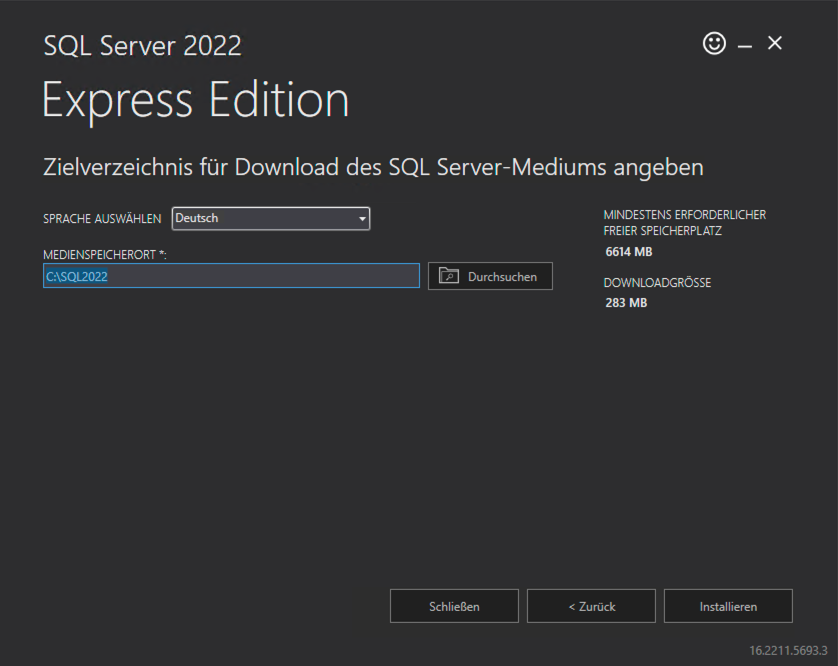 SQL Server 2022
Express Edition
Zielverzeichnis für Download des SQL Server-Mediums angeben
SPRACHE AUSWÄHLEN Deutsch
MEDIENSPEICHERORT *:
C:\SQL2022
Durchsuchen
MINDESTENS ERFORDERLICHER
FREIER SPEICHERPLATZ
6614 MB
DOWNLOADGRÖSSE
283 MB
Schließen
< Zurück
Installieren
16.2211.5693.3